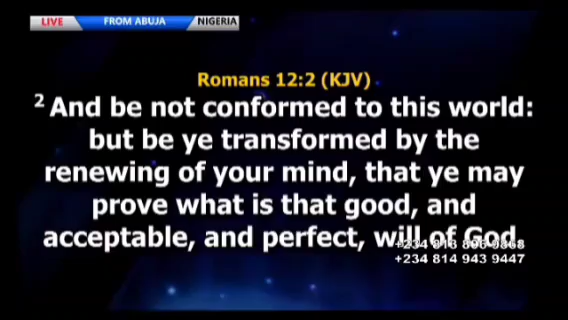 LIVE FROM ABUJA NIGERIA
Romans 12:2 (KJV)
2 And be not conformed to this world:
but be ye transformed by the
renewing of your mind, that ye may
prove what is that good, and
acceptable, and perfect, will of God.
+234 814 943 9447